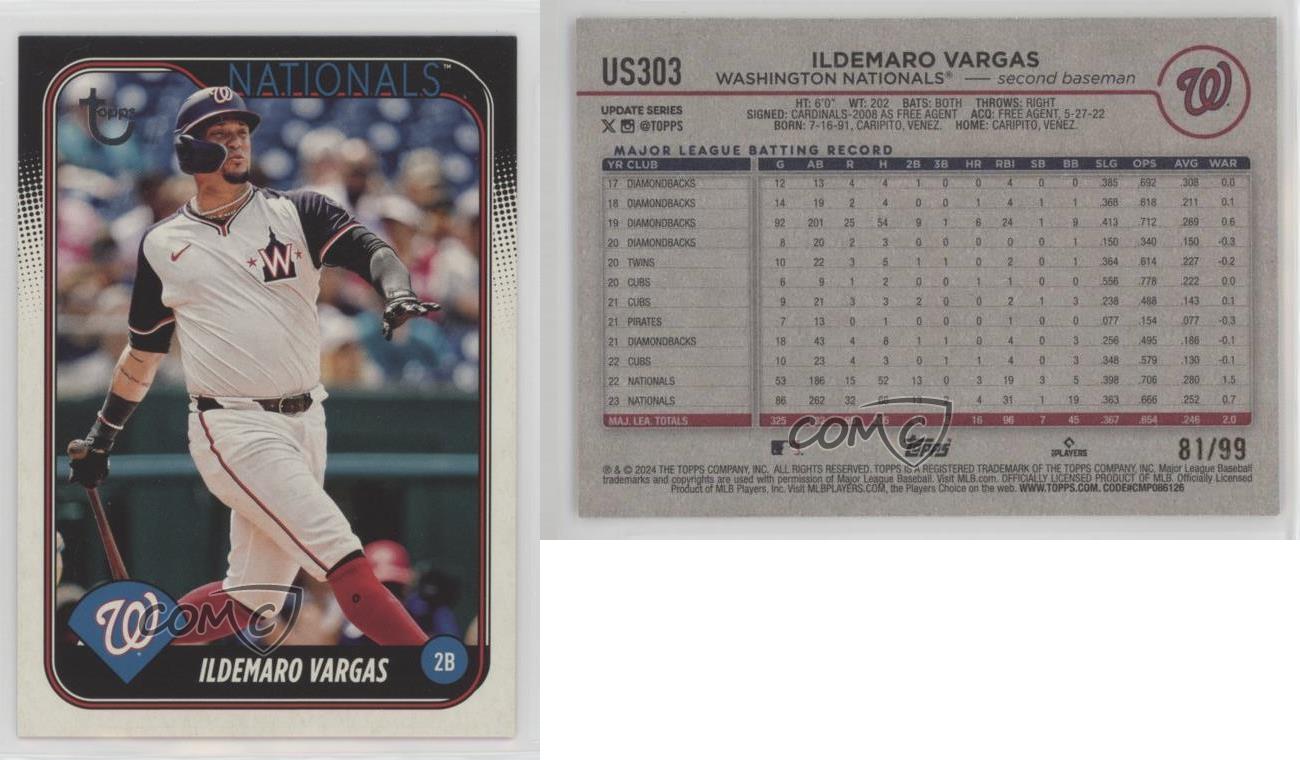 NATIONALS™
topps
W
W
COMC
ILDEMARO VARGAS
2B
US303
ILDEMARO VARGAS
WASHINGTON NATIONALS® — second baseman
UPDATE SERIES
@TOPPS
HT: 6'0" WT: 202 BATS: BOTH THROWS: RIGHT
SIGNED: CARDINALS-2008 AS FREE AGENT ACQ: FREE AGENT, 5-27-22
BORN: 7-16-91, CARIPITO, VENEZ. HOME: CARIPITO, VENEZ.
W
MAJOR LEAGUE BATTING RECORD
YR CLUB G AB R H 2B 3B HR RBI SB BB SLG OPS AVG WAR
17 DIAMONDBACKS 12 13 4 4 1 0 0 4 0 0 .385 .692 .308 0.0
18 DIAMONDBACKS 14 19 2 4 0 0 1 4 1 1 .368 .618 .211 0.1
19 DIAMONDBACKS 92 201 25 54 9 1 6 24 1 9 .413 .712 .269 0.6
20 DIAMONDBACKS 8 20 2 3 0 0 0 0 0 1 .150 .340 .150 -0.3
20 TWINS 10 22 3 5 1 1 0 2 0 1 .364 .614 .227 -0.2
20 CUBS 6 9 1 2 0 0 1 1 0 0 .556 .778 .222 0.0
21 CUBS 9 21 3 3 2 0 0 2 1 3 .238 .488 .143 0.1
21 PIRATES 7 13 0 1 0 0 0 1 0 0 .077 .154 .077 -0.3
21 DIAMONDBACKS 18 43 4 8 1 1 0 4 0 3 .256 .495 .186 -0.1
22 CUBS 10 23 4 3 0 1 1 4 0 3 .348 .579 .130 -0.1
22 NATIONALS 53 186 15 52 13 0 3 19 3 5 .398 .706 .280 1.5
23 NATIONALS 86 262 32 4 31 1 19 .363 .666 .252 0.7
MAJ. LEA. TOTALS 325 16 96 7 45 .367 .654 .246 2.0
COMC
topps
PLAYERS
81/99
® & © 2024 THE TOPPS COMPANY, INC. ALL RIGHTS RESERVED. TOPPS IS A REGISTERED TRADEMARK OF THE TOPPS COMPANY, INC. Major League Baseball
trademarks and copyrights are used with permission of Major League Baseball. Visit MLB.com. OFFICIALLY LICENSED PRODUCT OF MLB. Officially Licensed
Product of MLB Players, Inc. Visit MLBPLAYERS.COM, the Players Choice on the web. WWW.TOPPS.COM. CODE#CMP086126